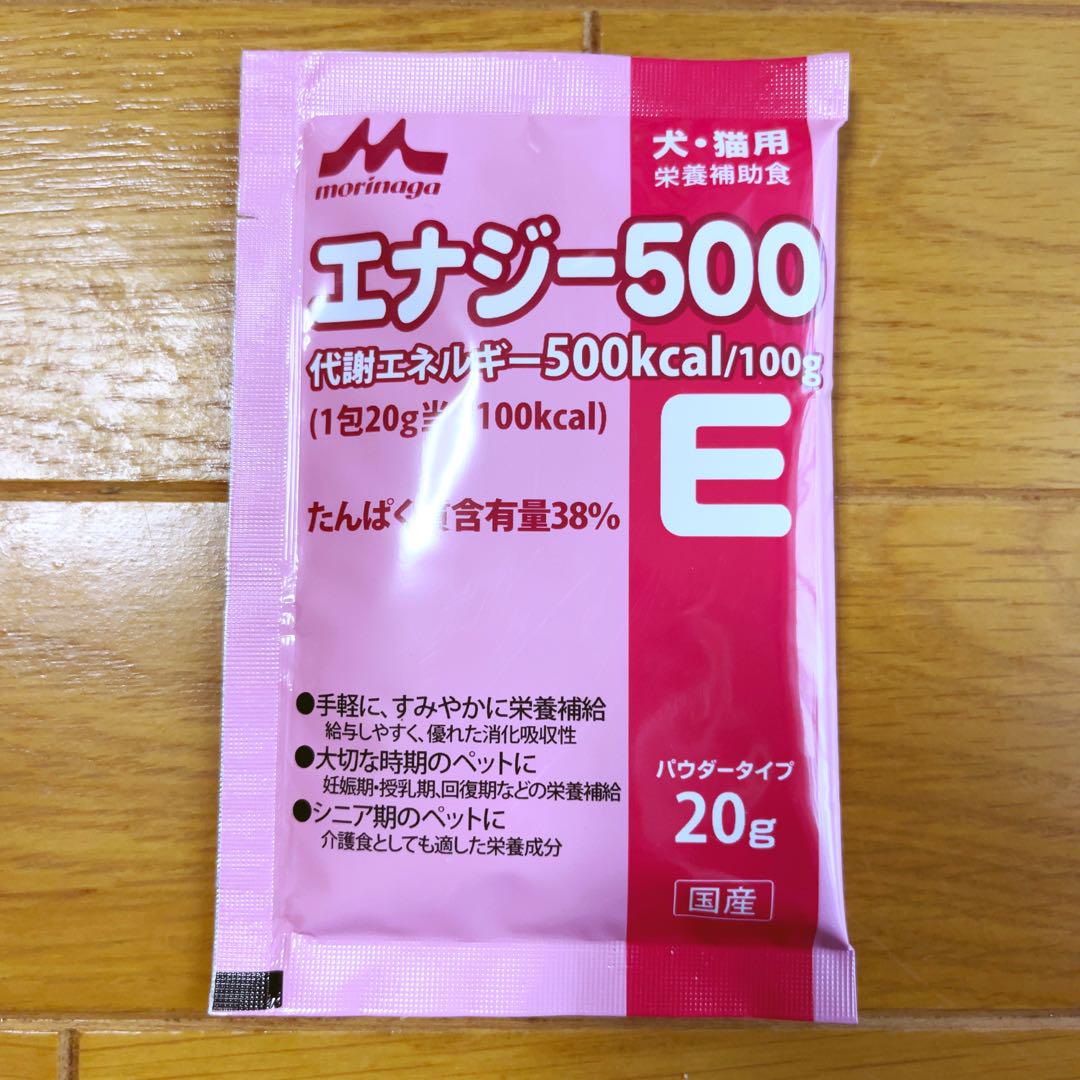 morinaga
犬・猫用
栄養補助食
エナジー500
代謝エネルギー500kcal/100g
(1包20g当 100kcal)
E
たんぱく質含有量38%
●手軽に、すみやかに栄養補給
給与しやすく、優れた消化吸収性
●大切な時期のペットに
妊娠期・授乳期、回復期などの栄養補給
●シニア期のペットに
介護食としても適した栄養成分
パウダータイプ
20g
国産